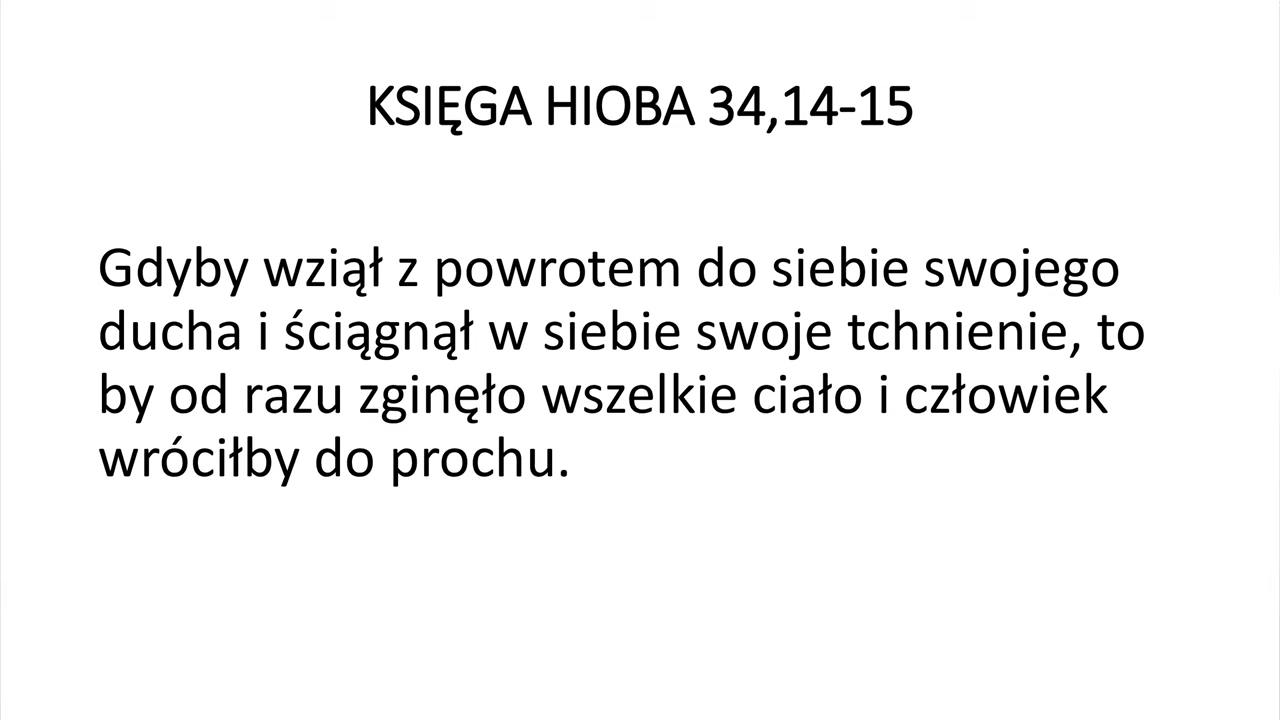 KSIĘGA HIOBA 34,14-15
Gdyby wziął z powrotem do siebie swojego
ducha i ściągnął w siebie swoje tchnienie, to
by od razu zginęło wszelkie ciało i człowiek
wróciłby do prochu.